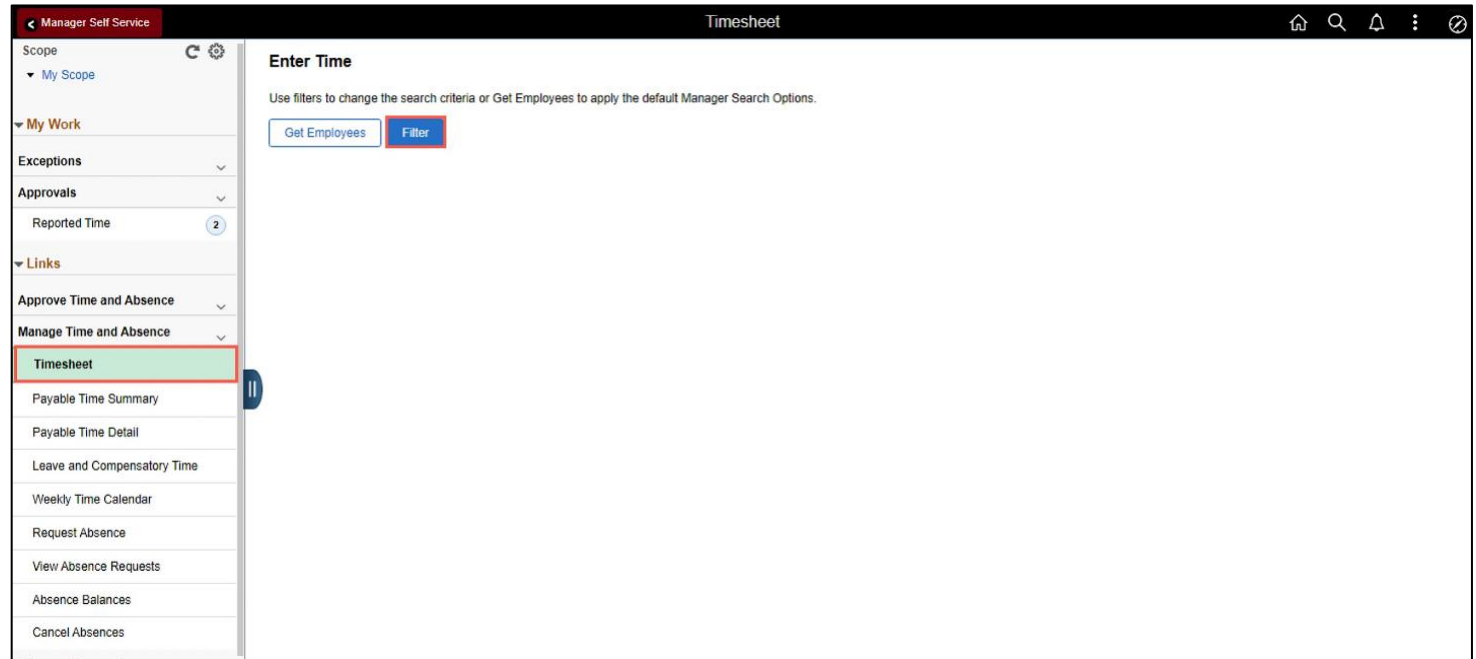 Manager Self Service
Timesheet
Scope
My Scope
My Work
Exceptions
Approvals
Reported Time 2
Links
Approve Time and Absence
Manage Time and Absence
Timesheet
Payable Time Summary
Payable Time Detail
Leave and Compensatory Time
Weekly Time Calendar
Request Absence
View Absence Requests
Absence Balances
Cancel Absences
Enter Time
Use filters to change the search criteria or Get Employees to apply the default Manager Search Options.
Get Employees Filter